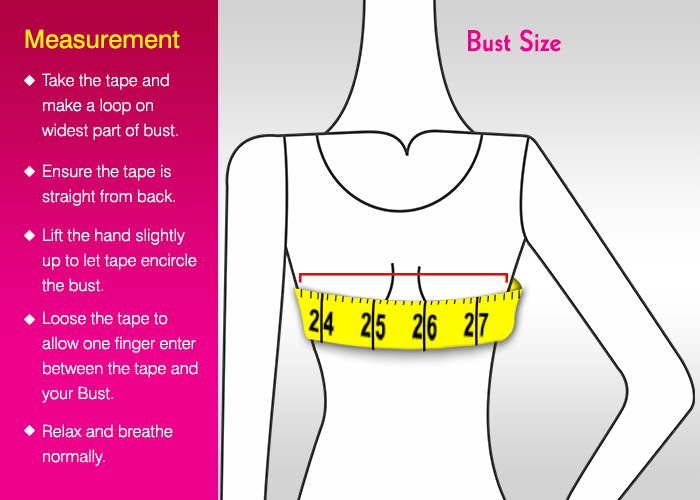 Measurement
Take the tape and
make a loop on
widest part of bust.
Ensure the tape is
straight from back.
Lift the hand slightly
up to let tape encircle
the bust.
Loose the tape to
allow one finger enter
between the tape and
your Bust.
Relax and breathe
normally.
Bust Size
24 25 26 27